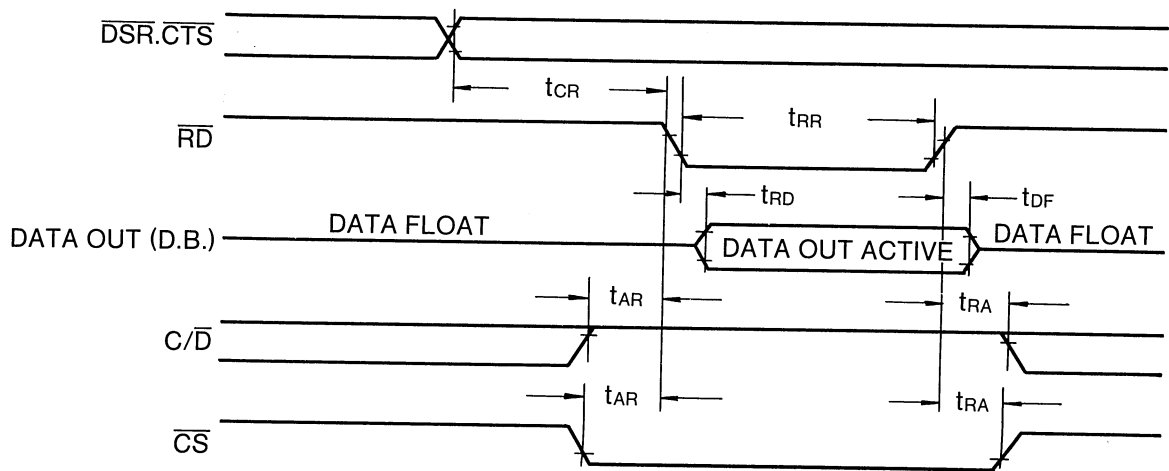 DSR.CTS
tCR
RD
tRR
tRD
tDF
DATA OUT (D.B.)
DATA FLOAT
DATA OUT ACTIVE
DATA FLOAT
tAR
tRA
C/D
tAR
tRA
CS